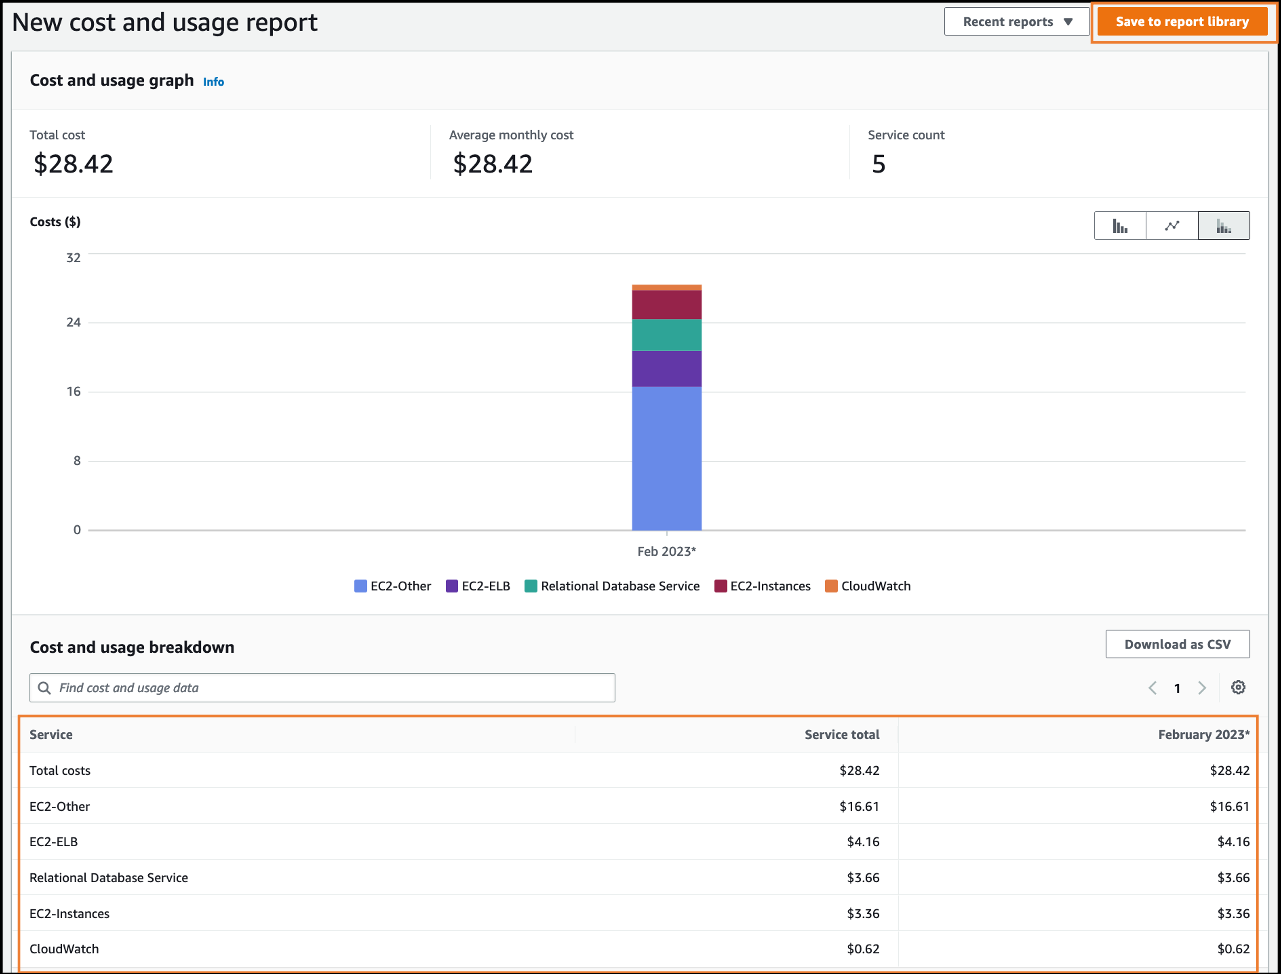 New cost and usage report
Recent reports ▼
Save to report library
Cost and usage graph Info
Total cost
$28.42
Average monthly cost
$28.42
Service count
5
Costs ($)
32
24
16
8
0
Feb 2023*
EC2-Other EC2-ELB Relational Database Service EC2-Instances CloudWatch
Cost and usage breakdown
Download as CSV
Find cost and usage data
1
Service Service total February 2023*
Total costs $28.42 $28.42
EC2-Other $16.61 $16.61
EC2-ELB $4.16 $4.16
Relational Database Service $3.66 $3.66
EC2-Instances $3.36 $3.36
CloudWatch $0.62 $0.62